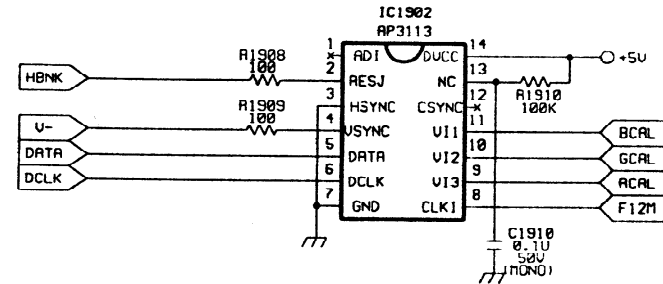 IC1902
AP3113
HBNK
R1908
100
1 ADI
2 RESJ
3 HSYNC
4 VSYNC
5 DATA
6 DCLK
7 GND
DVCC 14
NC 13
CSYNC 12
VI1 11
VI2 10
VI3 9
CLKI 8
+5V
R1910
100K
V-
R1909
100
DATA
DCLK
BCAL
GCAL
RCAL
F12M
C1910
0.1U
50V
(MONO)